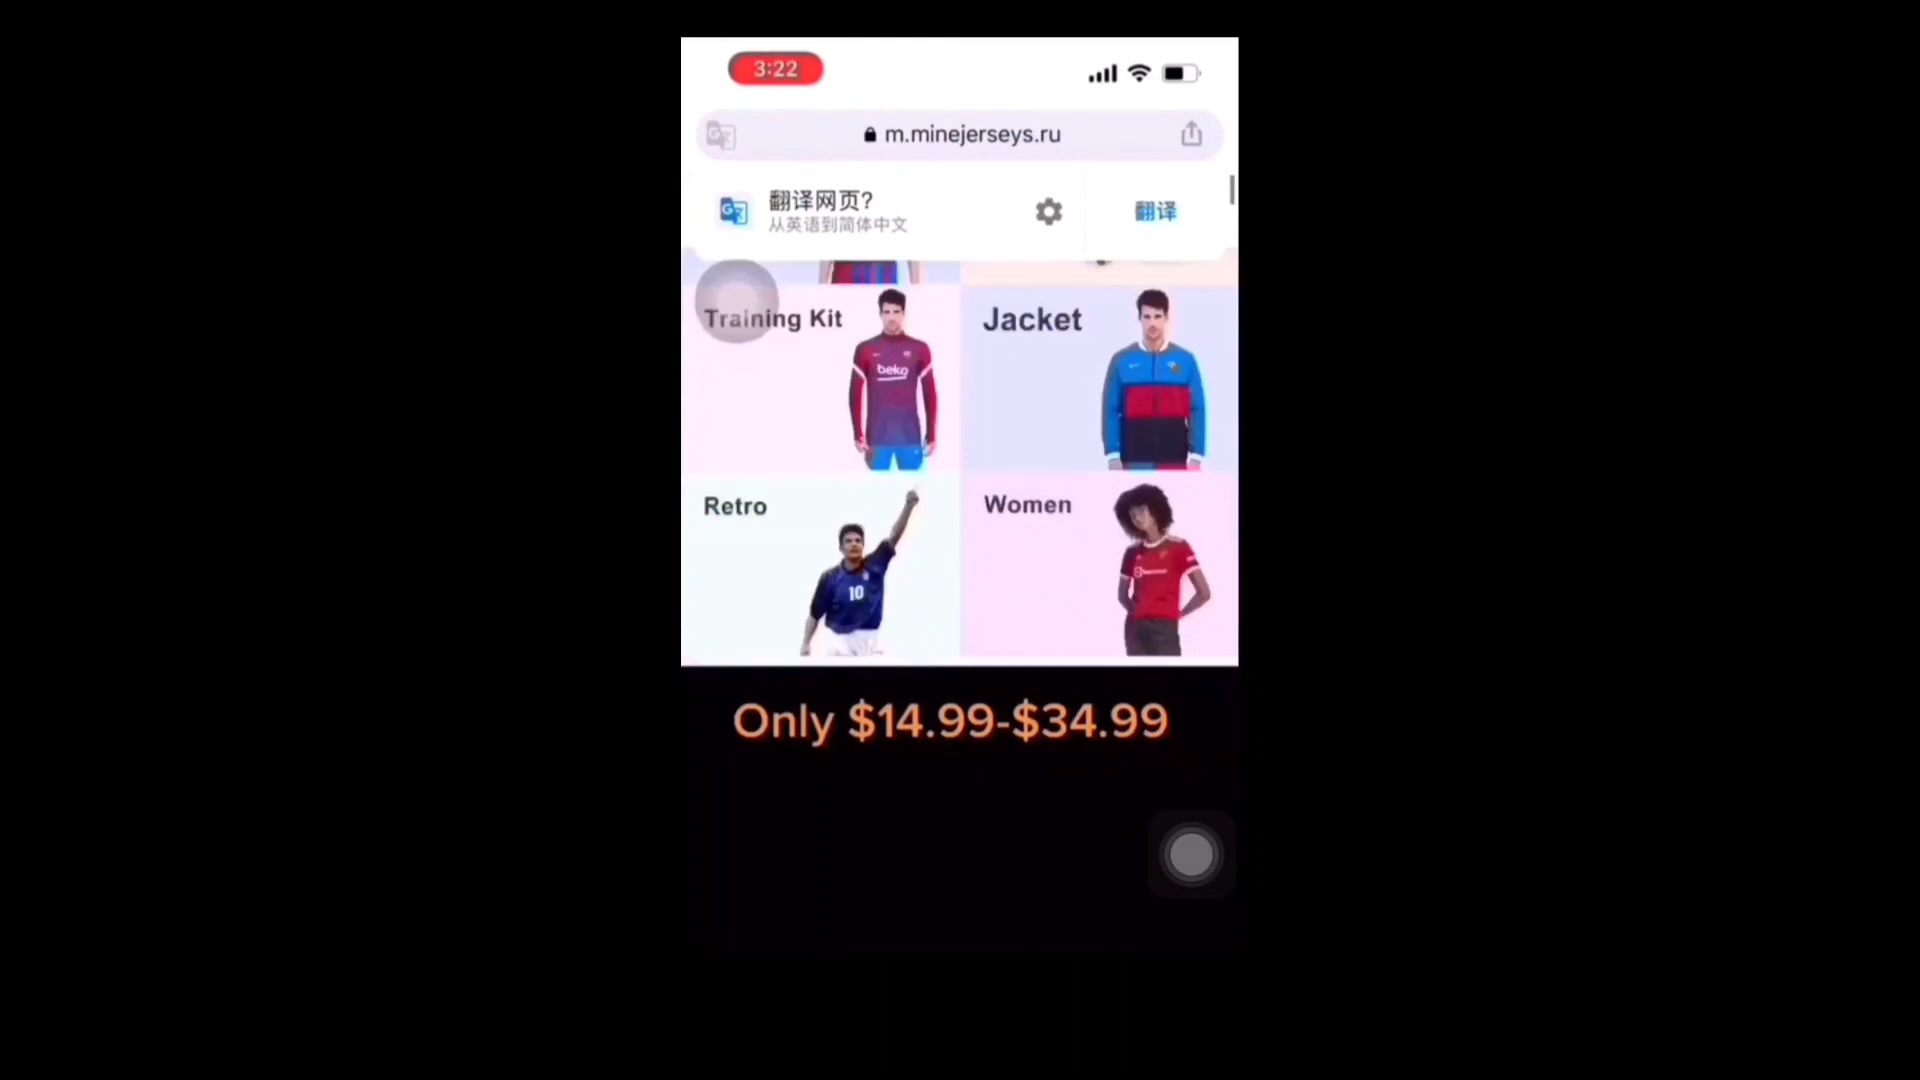 3:22
m.minejerseys.ru
翻译网页?
从英语到简体中文
翻译
Training Kit
Jacket
beko
Retro
Women
10
Only $14.99-$34.99